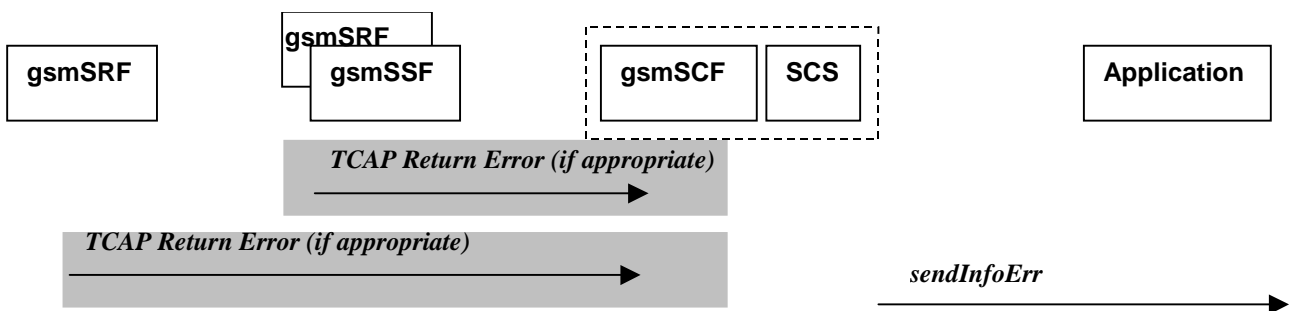 gsmSRF
gsmSRF
gsmSSF
gsmSCF
SCS
Application
TCAP Return Error (if appropriate)
TCAP Return Error (if appropriate)
sendInfoErr